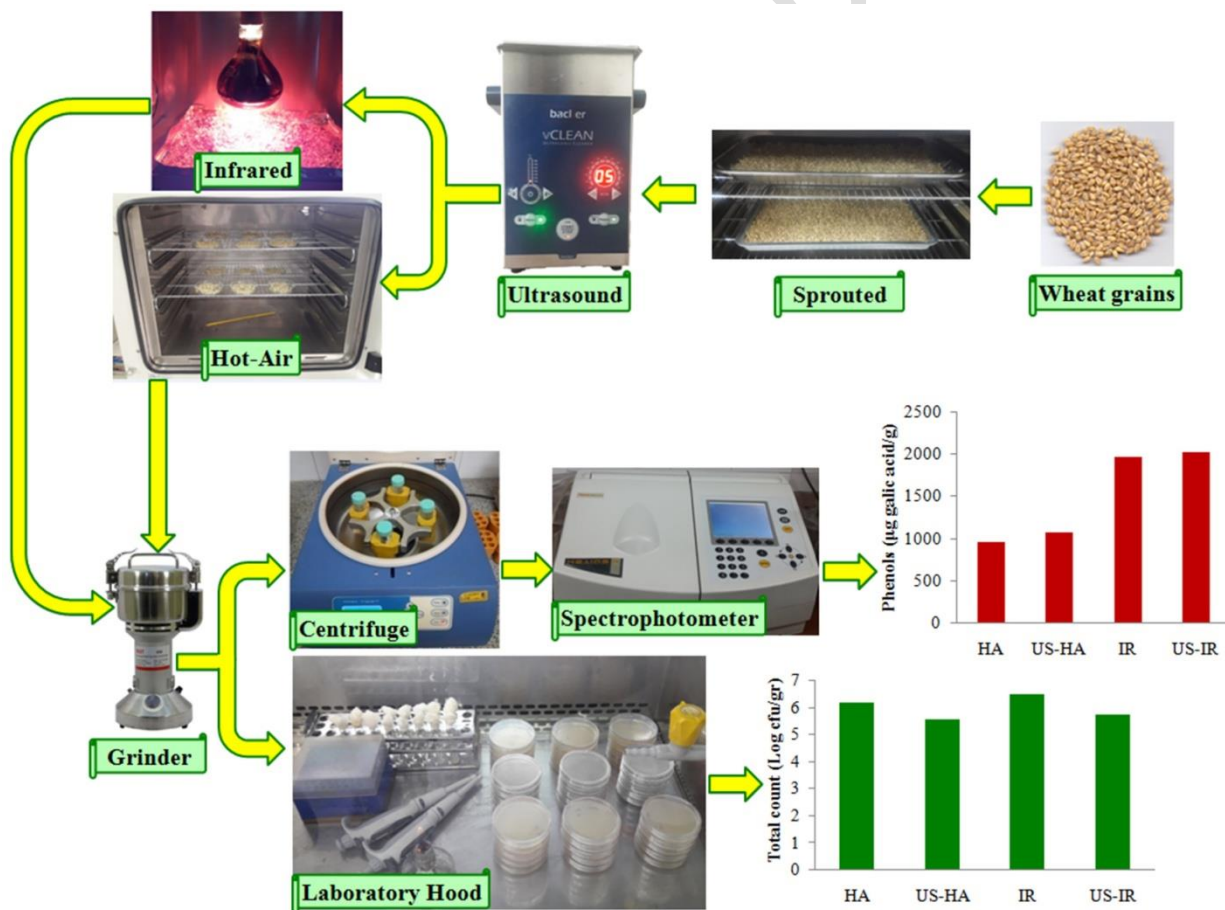 Infrared
bacl er
vCLEAN
05
Ultrasound
Sprouted
Wheat grains
Hot-Air
Centrifuge
Spectrophotometer
Grinder
Laboratory Hood
Phenols (µg galic acid/g)
2500
2000
1500
1000
500
0
HA
US-HA
IR
US-IR
Total count (Log cfu/gr)
7
6
5
4
3
2
1
0
HA
US-HA
IR
US-IR